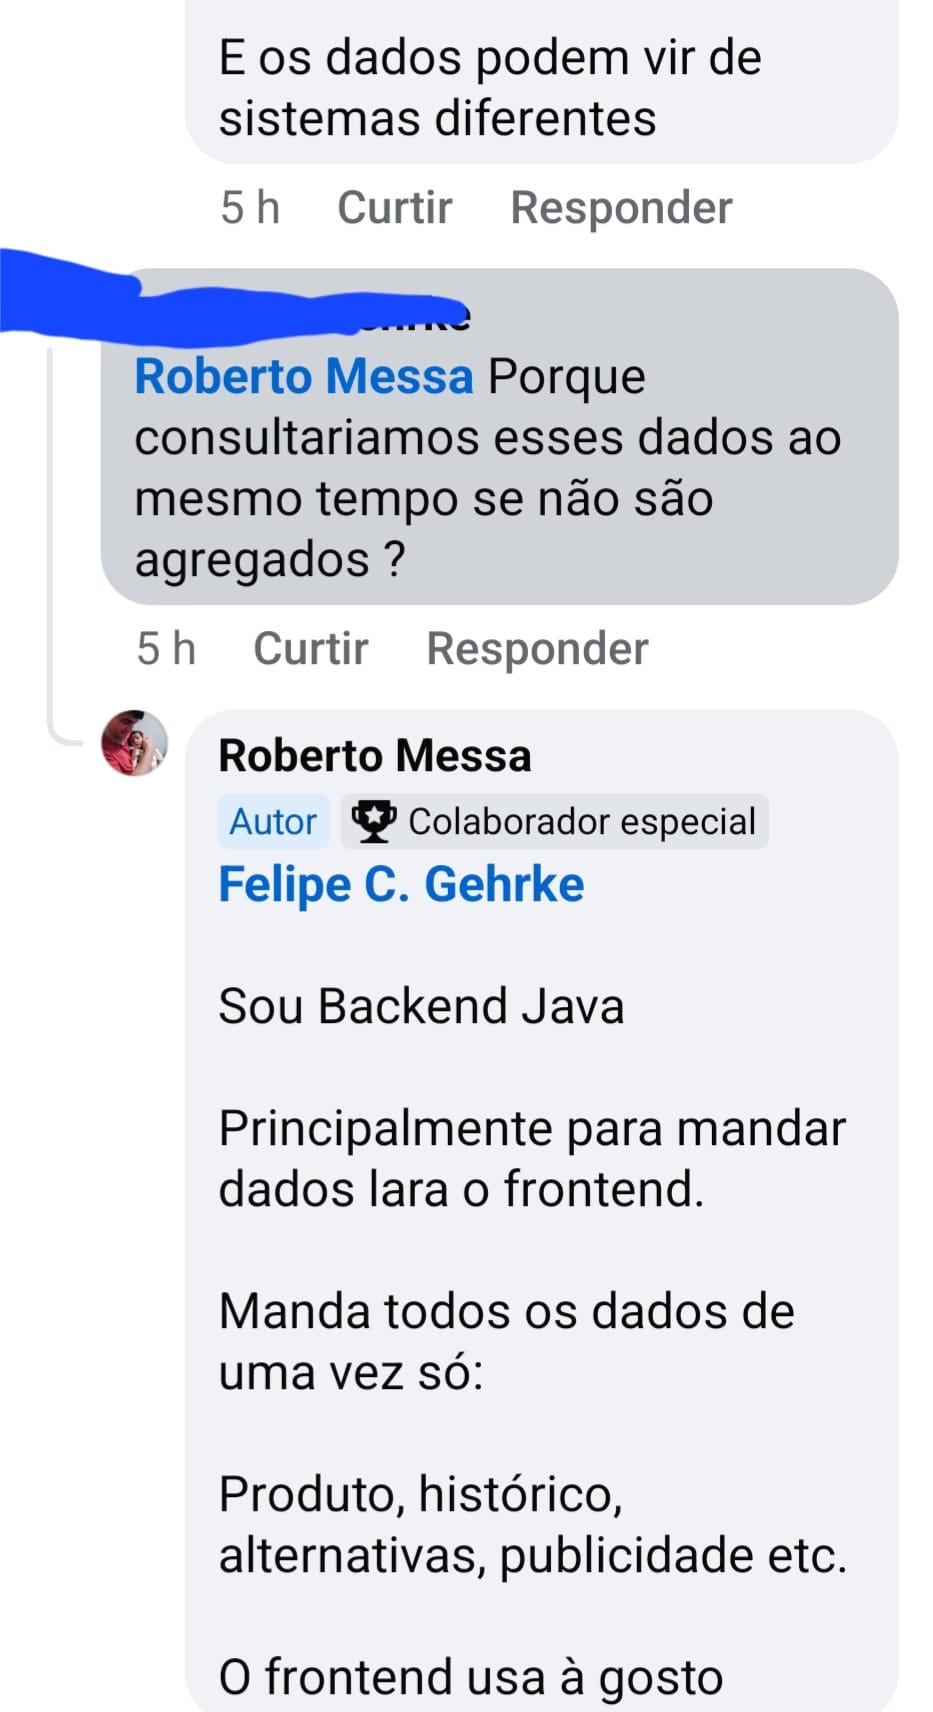 E os dados podem vir de
sistemas diferentes
5 h Curtir Responder
Roberto Messa Porque
consultariamos esses dados ao
mesmo tempo se não são
agregados ?
5 h Curtir Responder
Roberto Messa
Autor Colaborador especial
Felipe C. Gehrke
Sou Backend Java
Principalmente para mandar
dados lara o frontend.
Manda todos os dados de
uma vez só:
Produto, histórico,
alternativas, publicidade etc.
O frontend usa à gosto